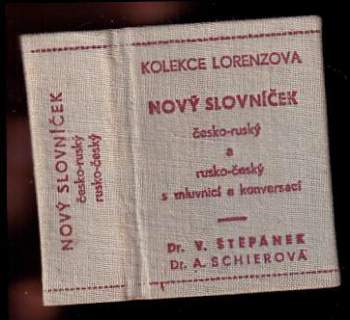 KOLEKCE LORENZOVA
NOVÝ SLOVNÍČEK
česko-ruský
a
rusko-český
s mluvnicí a konversací
Dr. V. ŠTEPÁNEK
Dr. A. SCHIEROVÁ
NOVÝ SLOVNÍČEK
česko-ruský
rusko-český